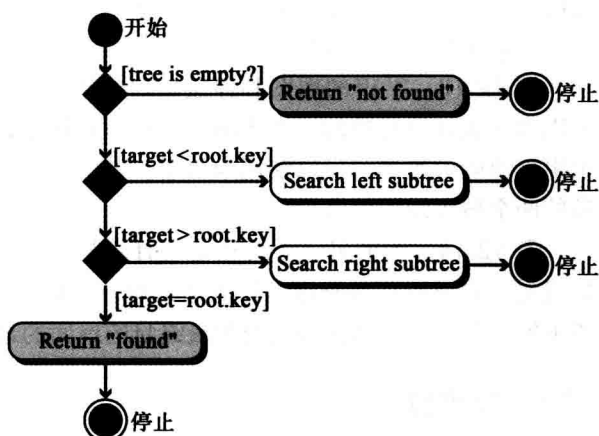 开始
[tree is empty?]
Return "not found"
停止
[target<root.key]
Search left subtree
停止
[target>root.key]
Search right subtree
停止
[target=root.key]
Return "found"
停止